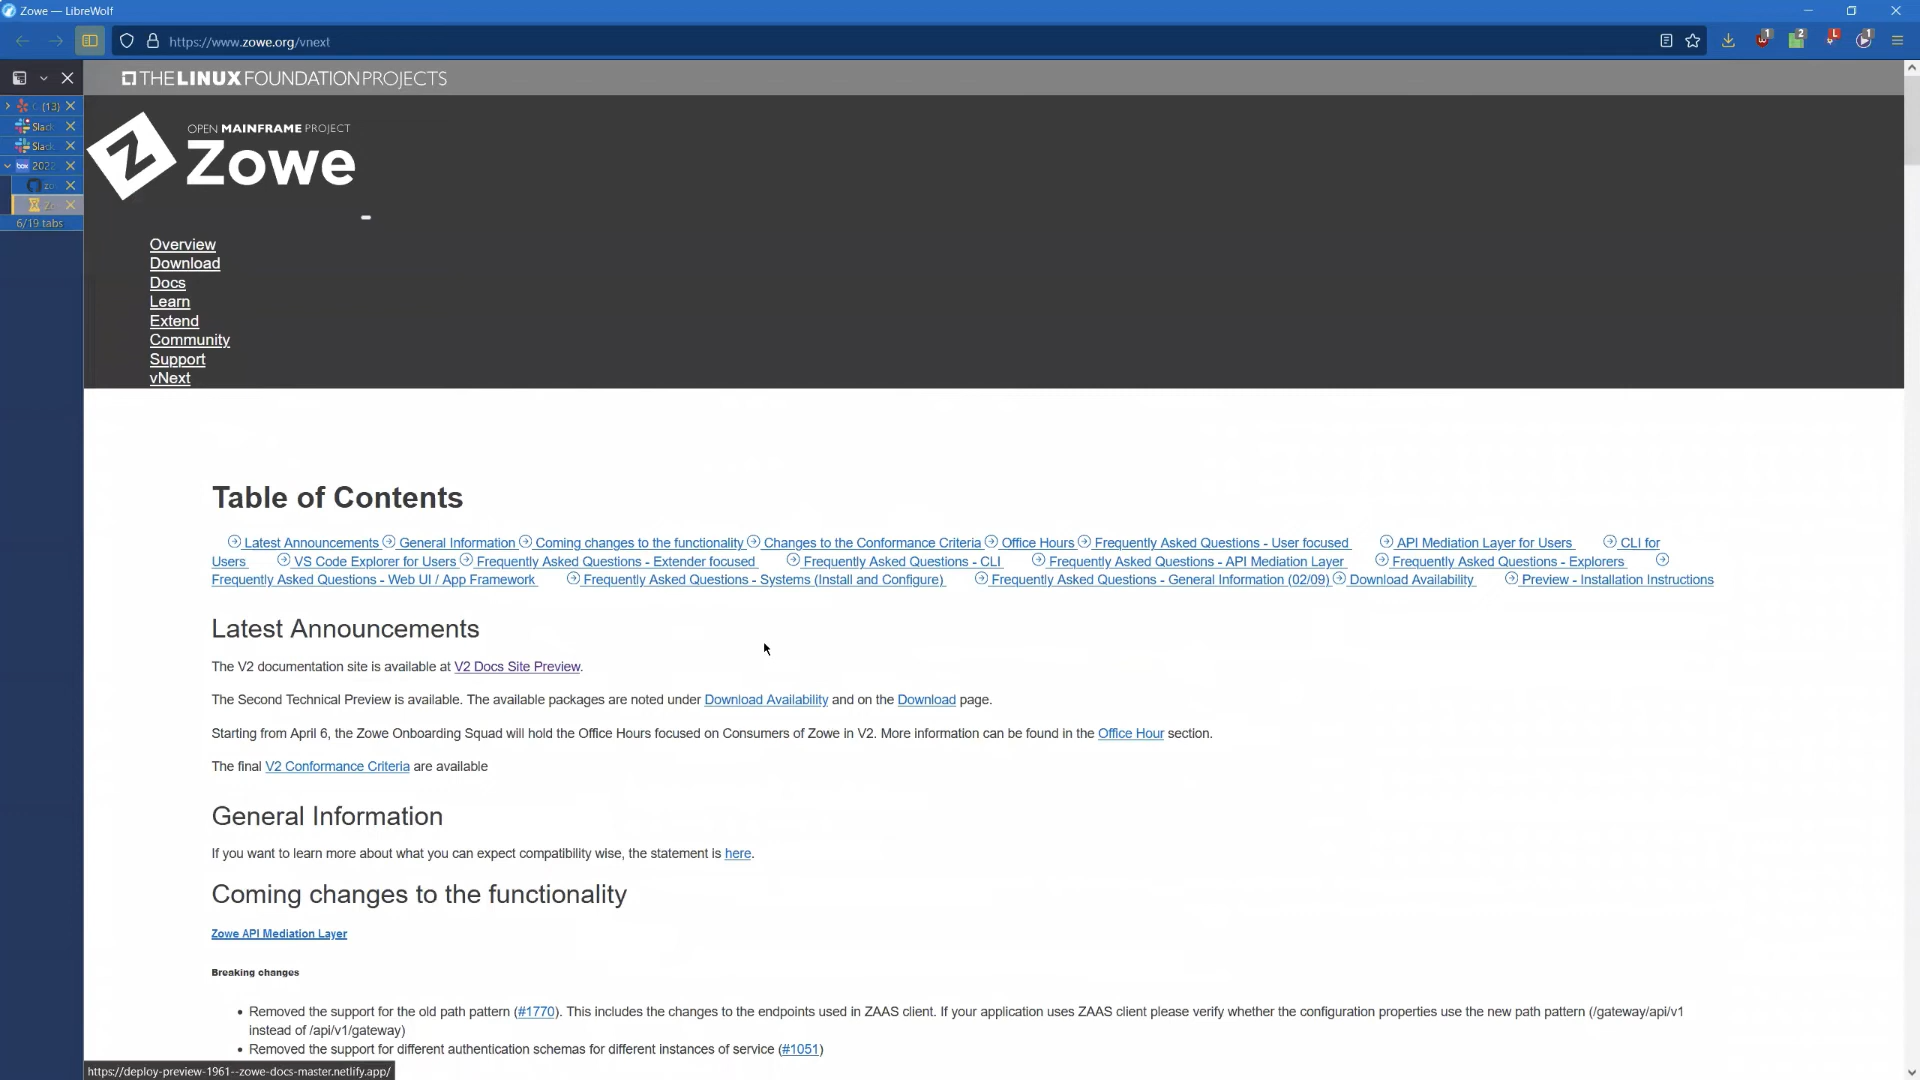 Zowe — LibreWolf
https://www.zowe.org/vnext
1
2
L
1
THE LINUX FOUNDATION PROJECTS
(13)
Slac
Slac
box 2022
zo
Zo
6/19 tabs
OPEN MAINFRAME PROJECT
Zowe
Overview
Download
Docs
Learn
Extend
Community
Support
vNext
Table of Contents
Latest Announcements General Information Coming changes to the functionality Changes to the Conformance Criteria Office Hours Frequently Asked Questions - User focused API Mediation Layer for Users CLI for
Users VS Code Explorer for Users Frequently Asked Questions - Extender focused Frequently Asked Questions - CLI Frequently Asked Questions - API Mediation Layer Frequently Asked Questions - Explorers
Frequently Asked Questions - Web UI / App Framework Frequently Asked Questions - Systems (Install and Configure) Frequently Asked Questions - General Information (02/09) Download Availability Preview - Installation Instructions
Latest Announcements
The V2 documentation site is available at V2 Docs Site Preview.
The Second Technical Preview is available. The available packages are noted under Download Availability and on the Download page.
Starting from April 6, the Zowe Onboarding Squad will hold the Office Hours focused on Consumers of Zowe in V2. More information can be found in the Office Hour section.
The final V2 Conformance Criteria are available
General Information
If you want to learn more about what you can expect compatibility wise, the statement is here.
Coming changes to the functionality
Zowe API Mediation Layer
Breaking changes
• Removed the support for the old path pattern (#1770). This includes the changes to the endpoints used in ZAAS client. If your application uses ZAAS client please verify whether the configuration properties use the new path pattern (/gateway/api/v1
instead of /api/v1/gateway)
• Removed the support for different authentication schemas for different instances of service (#1051)
https://deploy-preview-1961--zowe-docs-master.netlify.app/